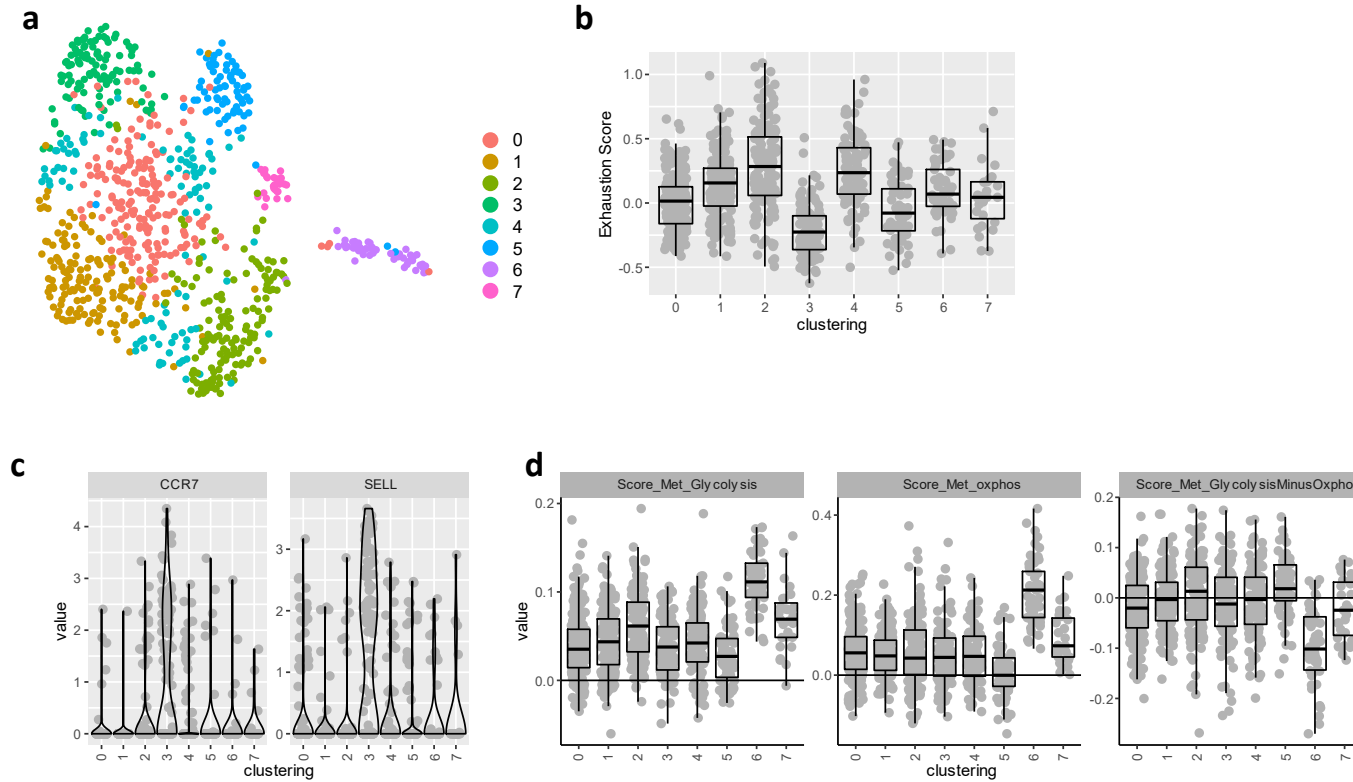 a
0
1
2
3
4
5
6
7
b
Exhaustion Score
1.0
0.5
0.0
-0.5
0 1 2 3 4 5 6 7
clustering
c
CCR7
SELL
value
4
3
2
1
0
3
2
1
0
0 1 2 3 4 5 6 7
0 1 2 3 4 5 6 7
clustering
d
Score_Met_Glycolysis
Score_Met_oxphos
Score_Met_GlycolysisMinusOxpho
value
0.2
0.1
0.0
0.4
0.2
0.0
0.2
0.1
0.0
-0.1
-0.2
0 1 2 3 4 5 6 7
0 1 2 3 4 5 6 7
0 1 2 3 4 5 6 7
clustering